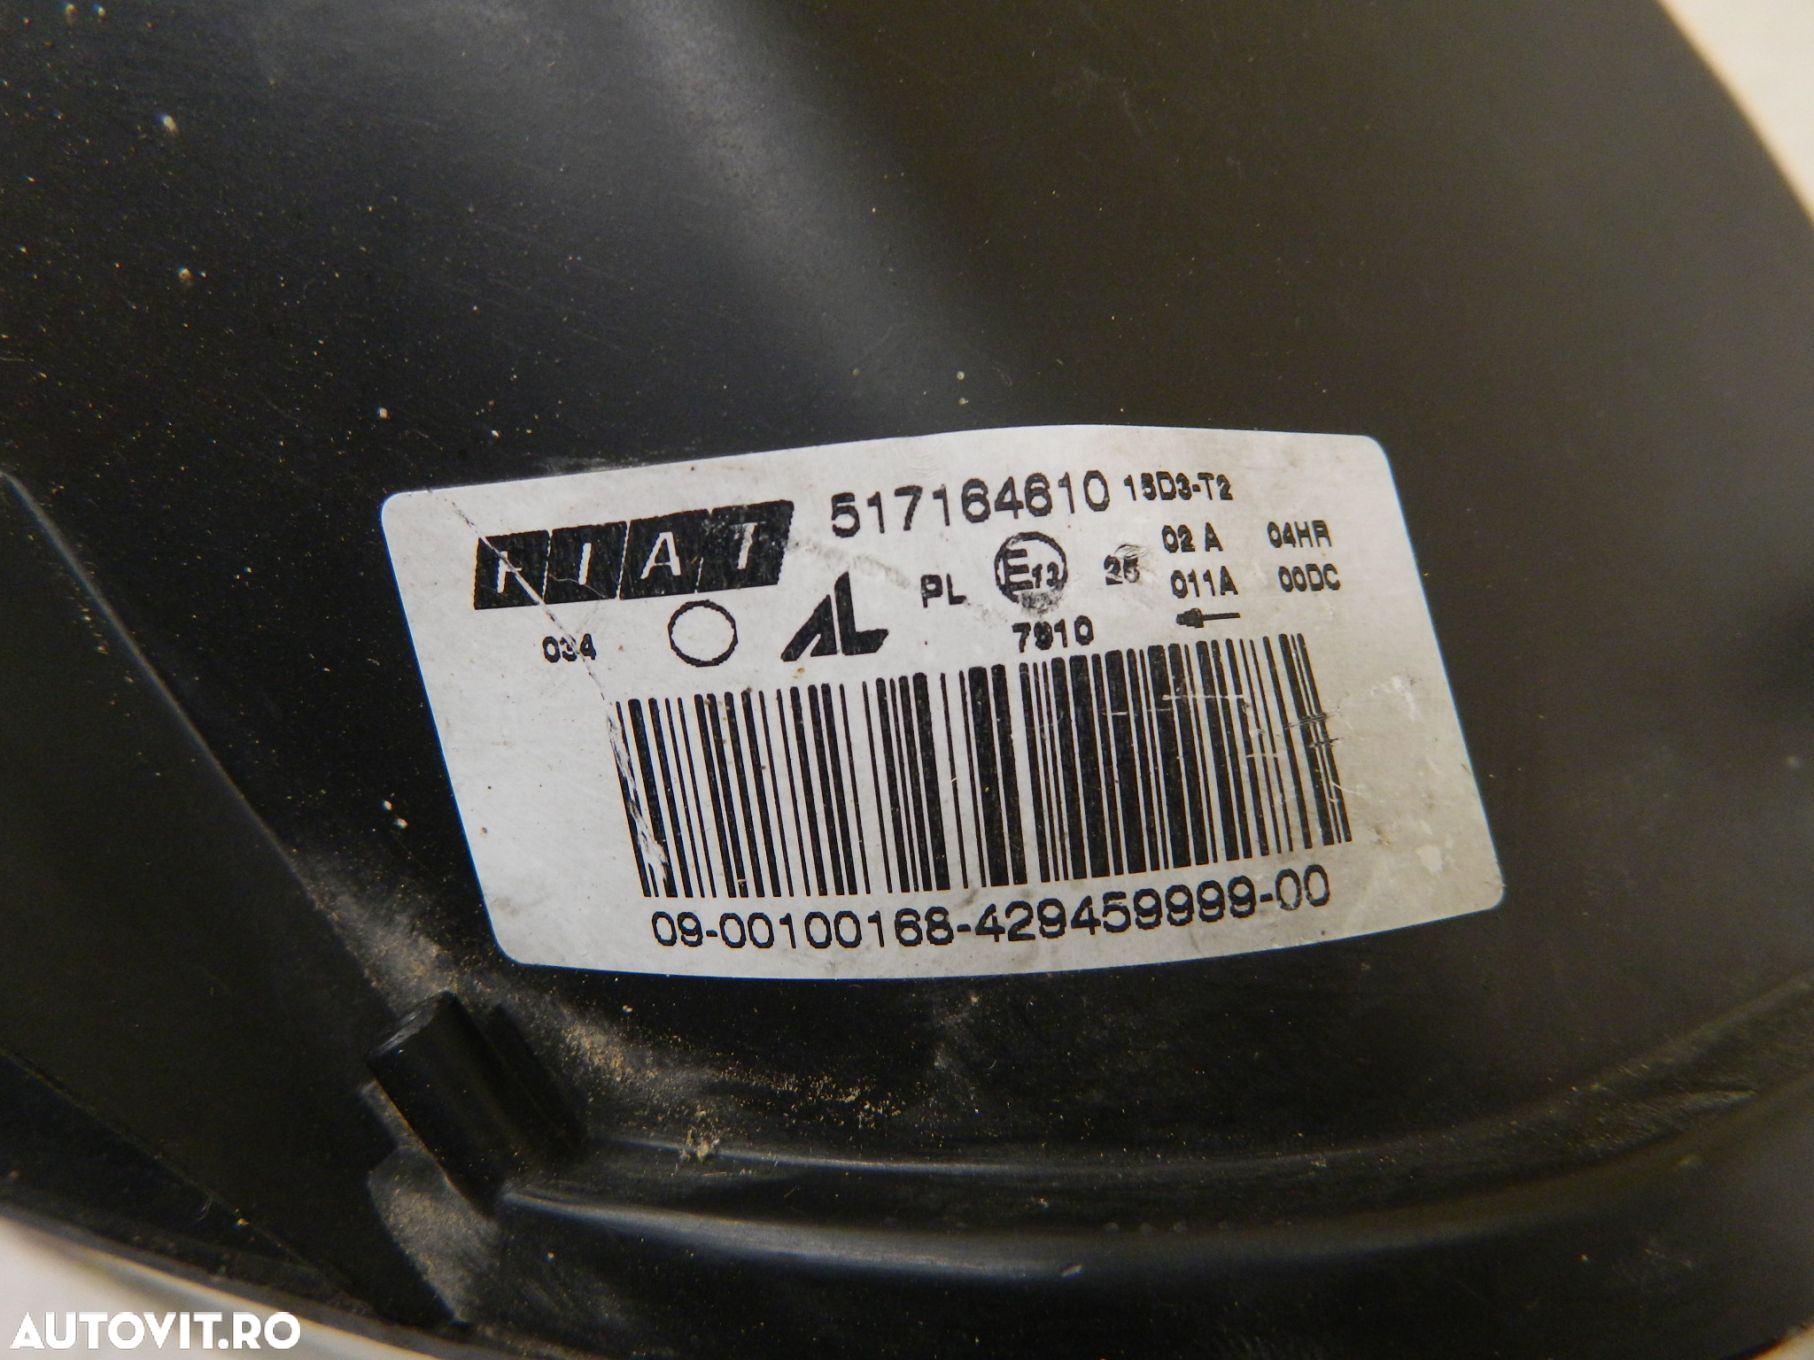 FIAT 517164610 15D3-T2
02 A 04HR
034 AL PL E13 25 011A 00DC
7910
09-00100168-429459999-00
AUTOVIT.RO